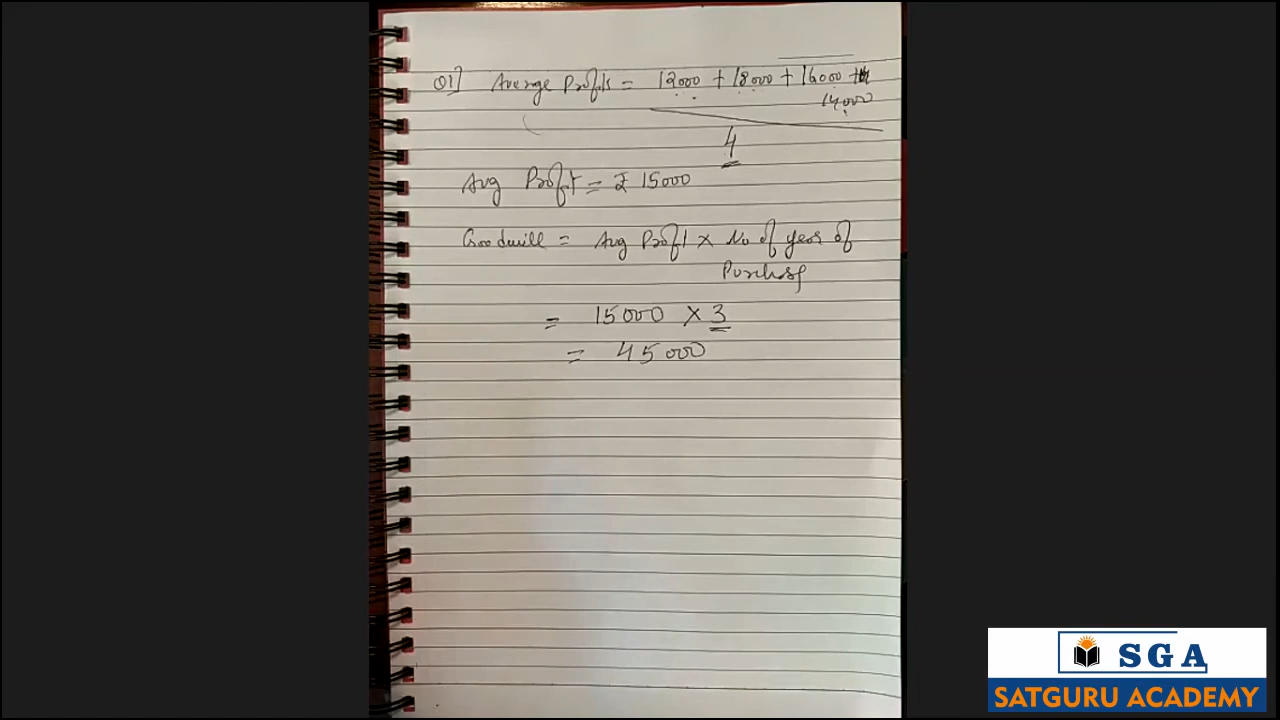 Q1] Average Profits = 12000 + 18000 + 16000 +
14000
4
Avg Profit = ₹ 15000
Goodwill = Avg Profit × No of year of
Purchase
= 15000 × 3
= 45000
SGA
SATGURU ACADEMY